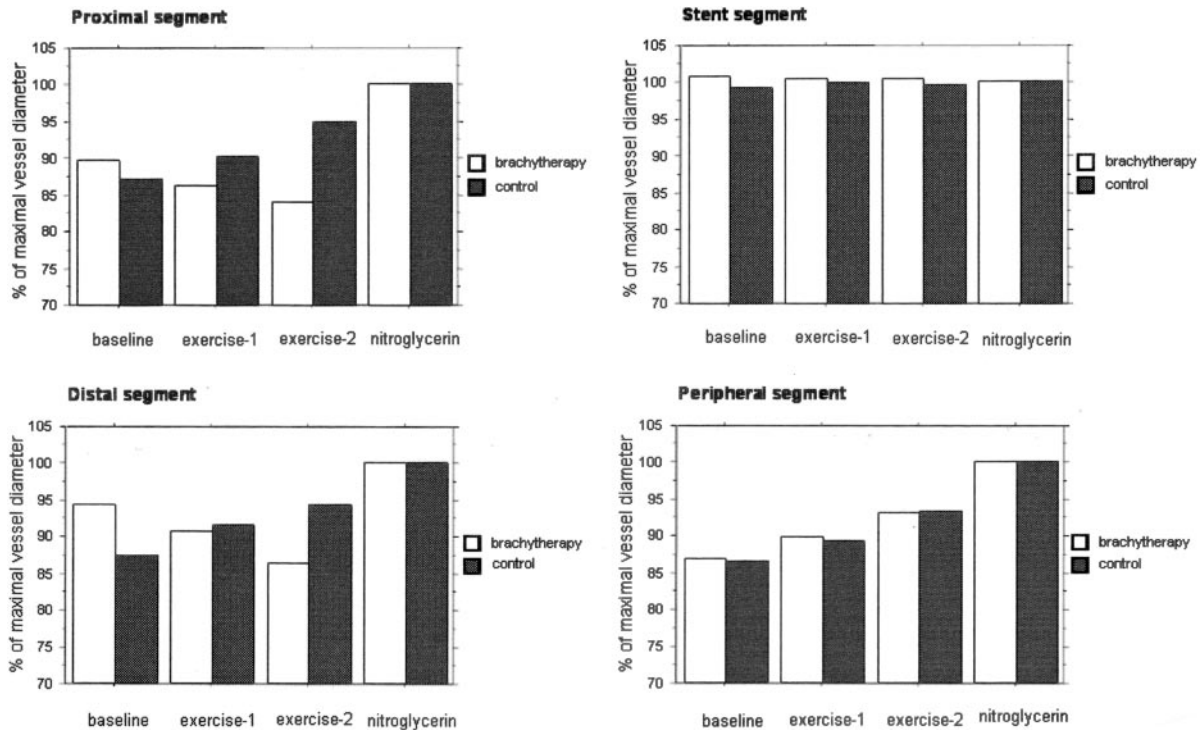 Proximal segment
% of maximal vessel diameter
105
100
95
90
85
80
75
70
baseline exercise-1 exercise-2 nitroglycerin
brachytherapy
control
Stent segment
% of maximal vessel diameter
105
100
95
90
85
80
75
70
baseline exercise-1 exercise-2 nitroglycerin
brachytherapy
control
Distal segment
% of maximal vessel diameter
105
100
95
90
85
80
75
70
baseline exercise-1 exercise-2 nitroglycerin
brachytherapy
control
Peripheral segment
% of maximal vessel diameter
105
100
95
90
85
80
75
70
baseline exercise-1 exercise-2 nitroglycerin
brachytherapy
control